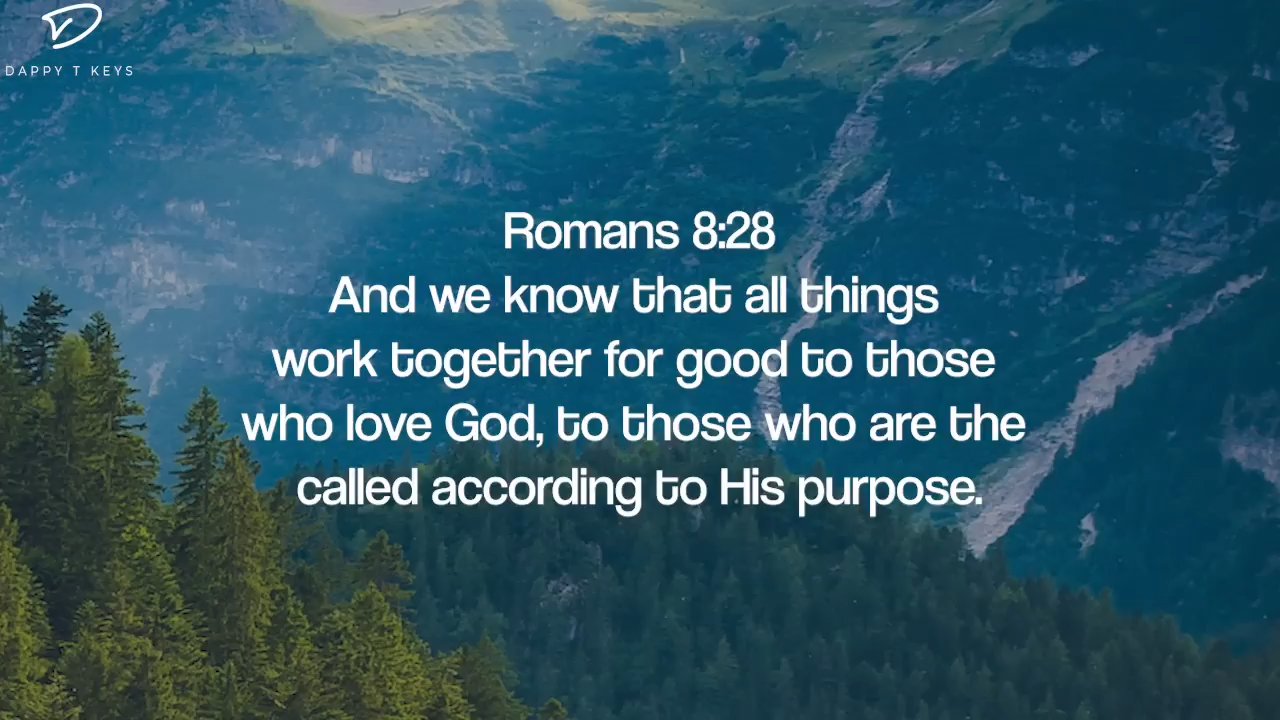 DAPPY T KEYS
Romans 8:28
And we know that all things
work together for good to those
who love God, to those who are the
called according to His purpose.